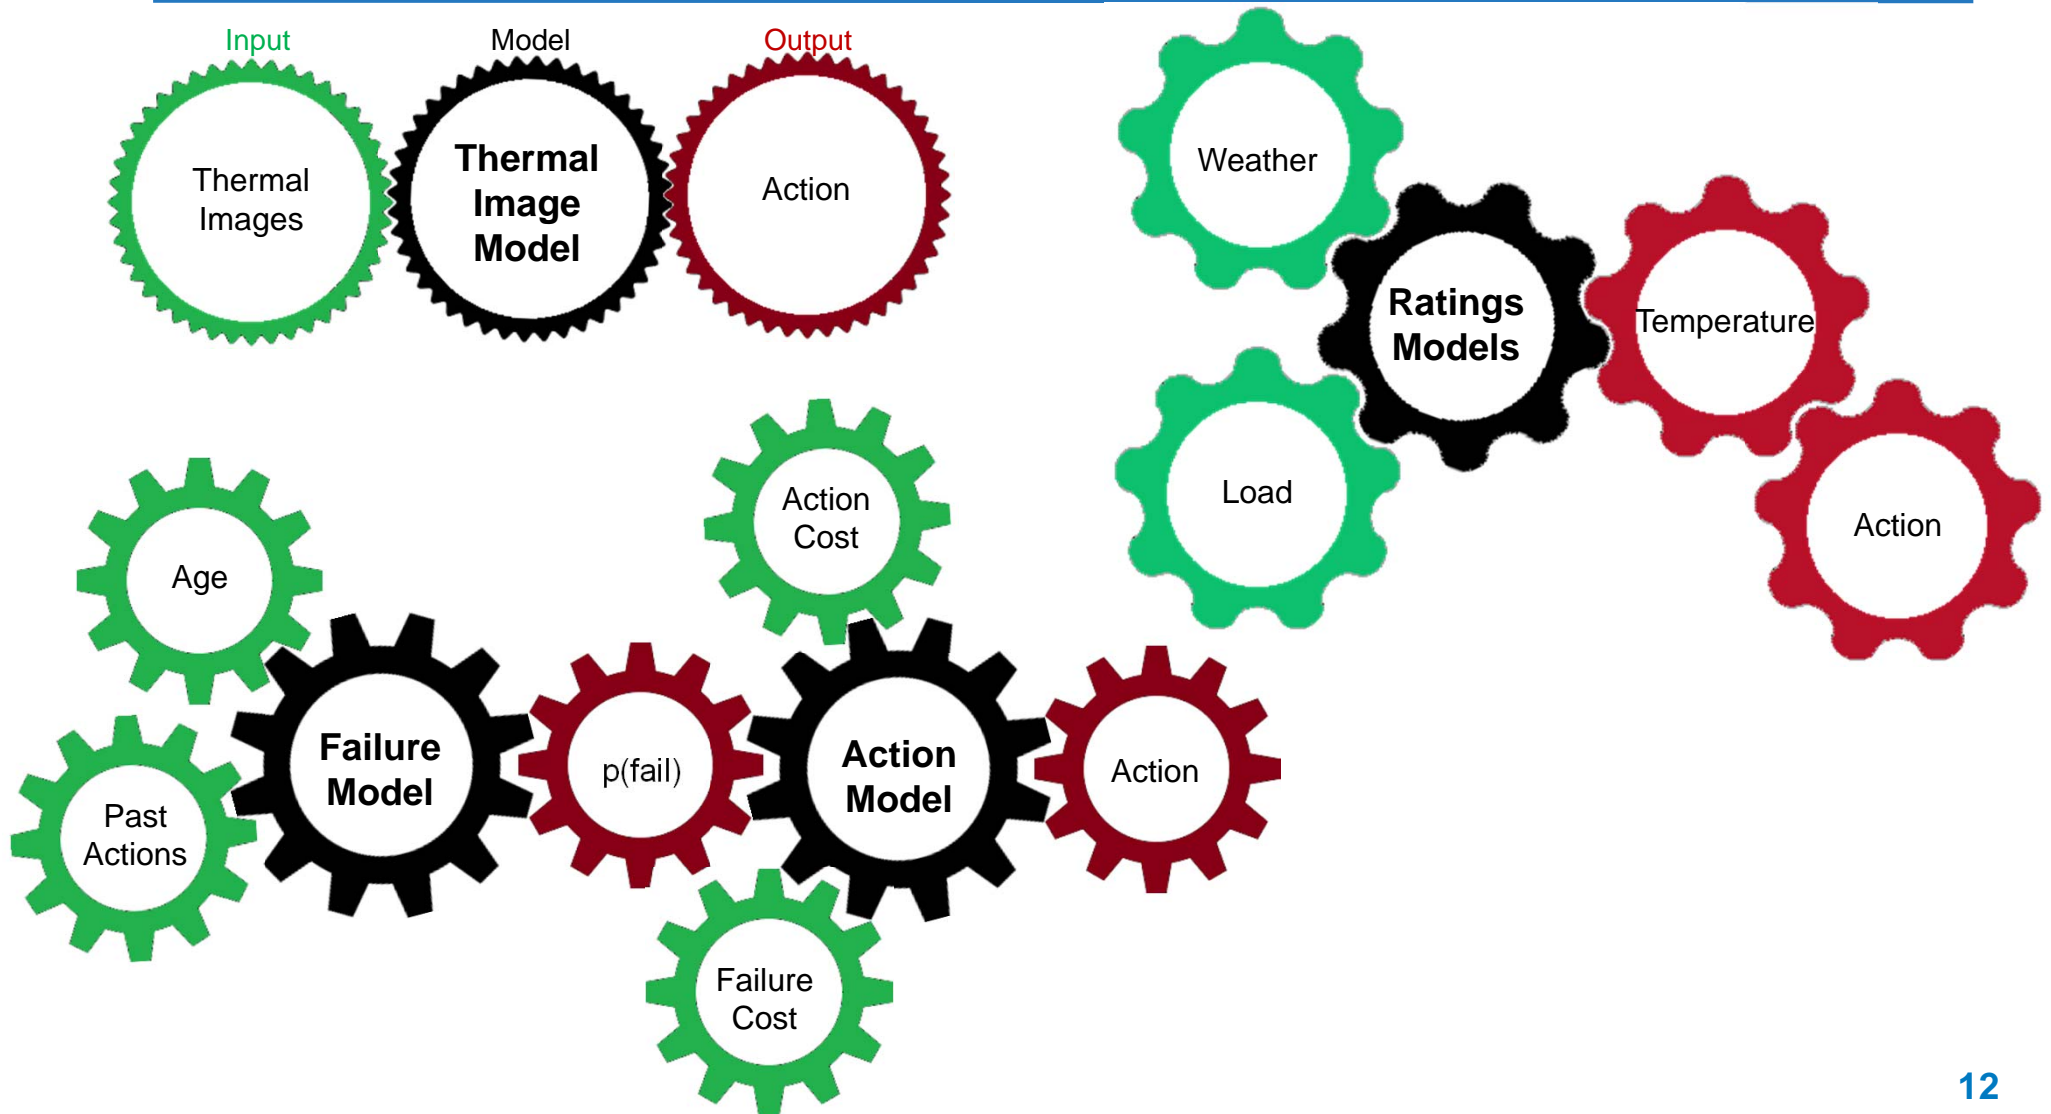 Input
Model
Output
Thermal
Images
Thermal
Image
Model
Action
Weather
Load
Ratings
Models
Temperature
Action
Age
Past
Actions
Failure
Model
p(fail)
Action
Cost
Failure
Cost
Action
Model
Action
12